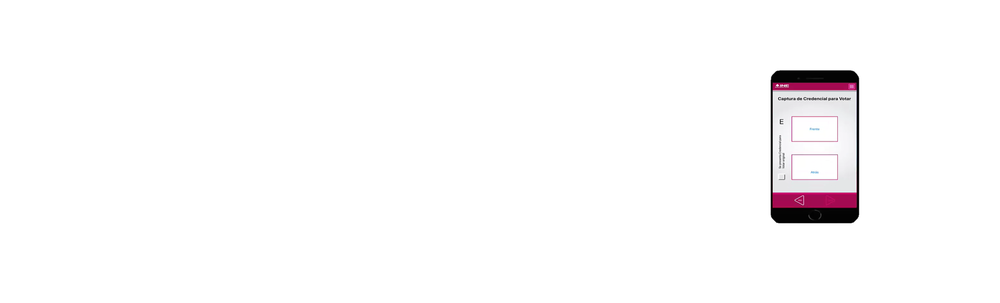 INE
Captura de Credencial para Votar
E
Frente
Se presenta Credencial para
Votar original
Atrás